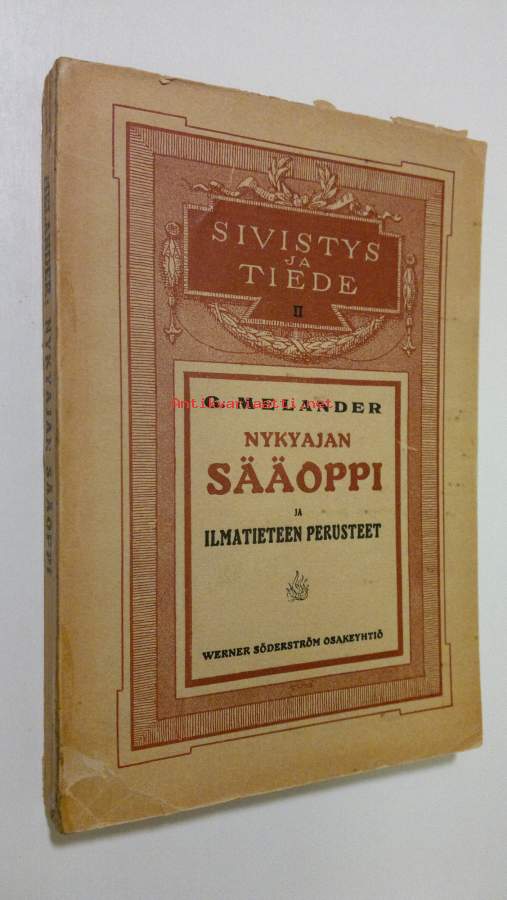 SIVISTYS
JA
TIEDE
II
G. MELANDER
NYKYAJAN
SÄÄOPPI
JA
ILMATIETEEN PERUSTEET
WERNER SÖDERSTRÖM OSAKEYHTIÖ
MELANDER: NYKYAJAN SÄÄOPPI
Antikvariaatti.net